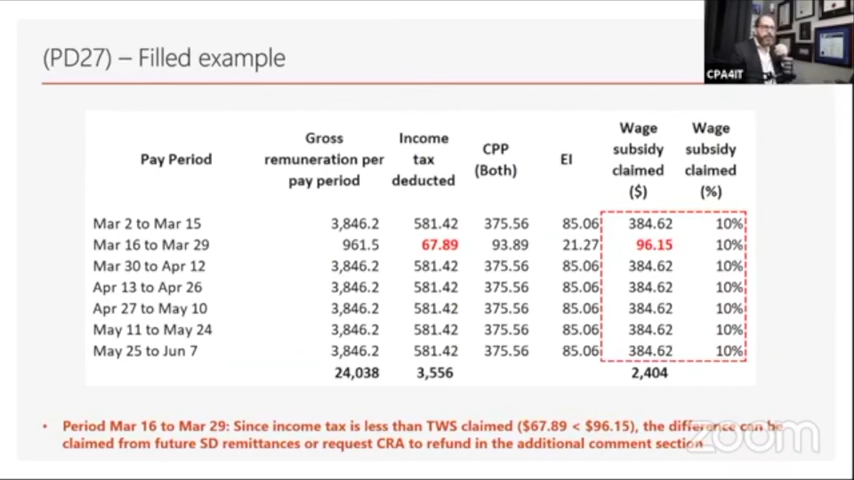 (PD27) – Filled example
CPA4IT
Pay Period Gross remuneration per pay period Income tax deducted CPP (Both) EI Wage subsidy claimed ($) Wage subsidy claimed (%)
Mar 2 to Mar 15 3,846.2 581.42 375.56 85.06 384.62 10%
Mar 16 to Mar 29 961.5 67.89 93.89 21.27 96.15 10%
Mar 30 to Apr 12 3,846.2 581.42 375.56 85.06 384.62 10%
Apr 13 to Apr 26 3,846.2 581.42 375.56 85.06 384.62 10%
Apr 27 to May 10 3,846.2 581.42 375.56 85.06 384.62 10%
May 11 to May 24 3,846.2 581.42 375.56 85.06 384.62 10%
May 25 to Jun 7 3,846.2 581.42 375.56 85.06 384.62 10%
24,038 3,556 2,404
• Period Mar 16 to Mar 29: Since income tax is less than TWS claimed ($67.89 < $96.15), the difference can be
claimed from future SD remittances or request CRA to refund in the additional comment section
zoom